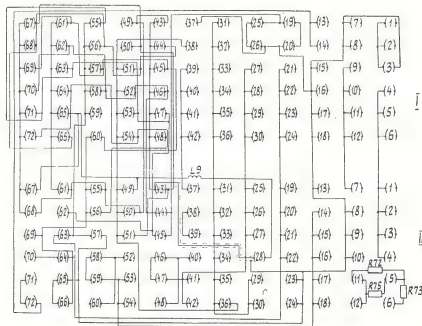 {67} {61} {55} {49} {43} {37} {31} {25} {19} {13} {7} {1}
{68} {62} {56} {50} {44} {38} {32} {26} {20} {14} {8} {2}
{69} {63} {57} {51} {45} {39} {33} {27} {21} {15} {9} {3}
{70} {64} {58} {52} {46} {40} {34} {28} {22} {16} {10} {4}
I
{71} {65} {59} {53} {47} {41} {35} {29} {23} {17} {11} {5}
{72} {66} {60} {54} {48} {42} {36} {30} {24} {18} {12} {6}
L9
{67} {61} {55} {49} {43} {37} {31} {25} {19} {13} {7} {1}
{68} {62} {56} {50} {44} {38} {32} {26} {20} {14} {8} {2}
{69} {63} {57} {51} {45} {39} {33} {27} {21} {15} {9} {3}
{70} {64} {58} {52} {46} {40} {34} {28} {22} {16} {10} {4}
R72
{71} {65} {59} {53} {47} {41} {35} {29} {23} {17} {11} {5}
R75 R73
{72} {66} {60} {54} {48} {42} {36} {30} {24} {18} {12} {6}